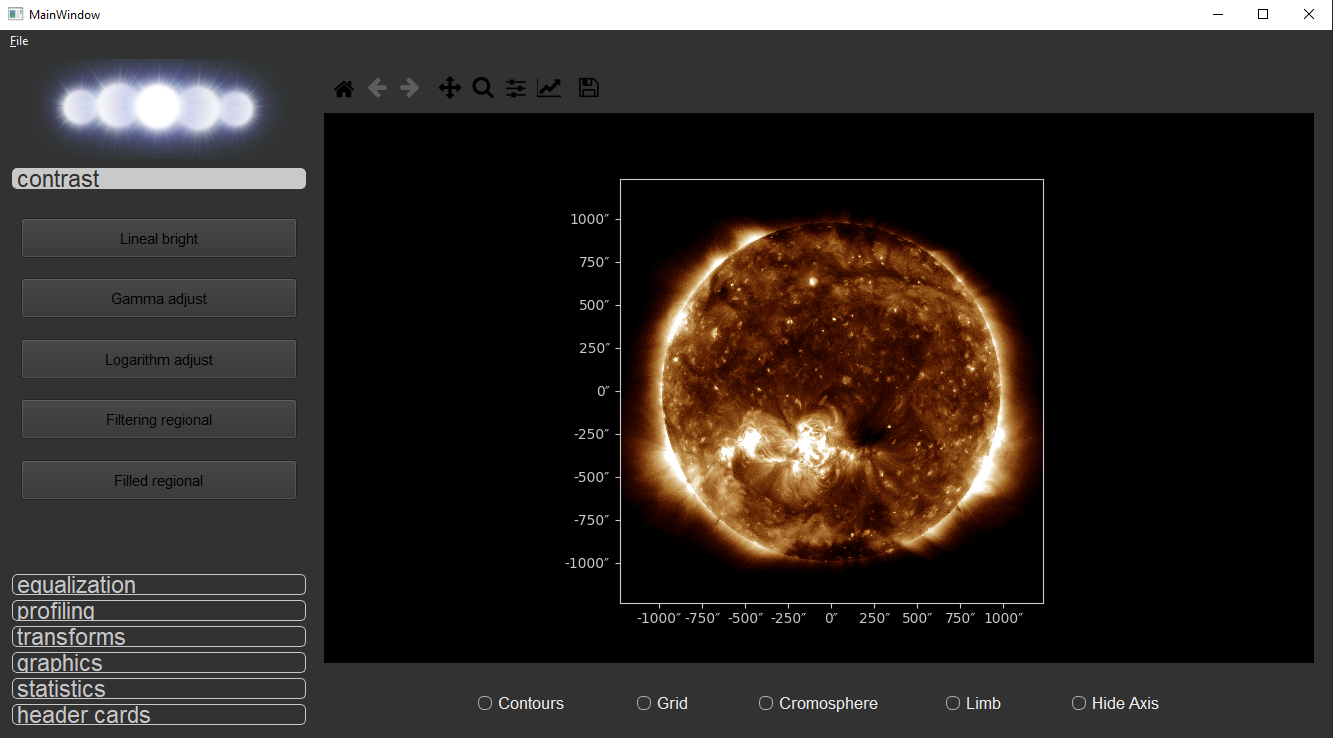 MainWindow
File
contrast
Lineal bright
Gamma adjust
Logarithm adjust
Filtering regional
Filled regional
equalization
profiling
transforms
graphics
statistics
header cards
1000″
750″
500″
250″
0″
-250″
-500″
-750″
-1000″
-1000″ -750″ -500″ -250″ 0″ 250″ 500″ 750″ 1000″
Contours Grid Cromosphere Limb Hide Axis